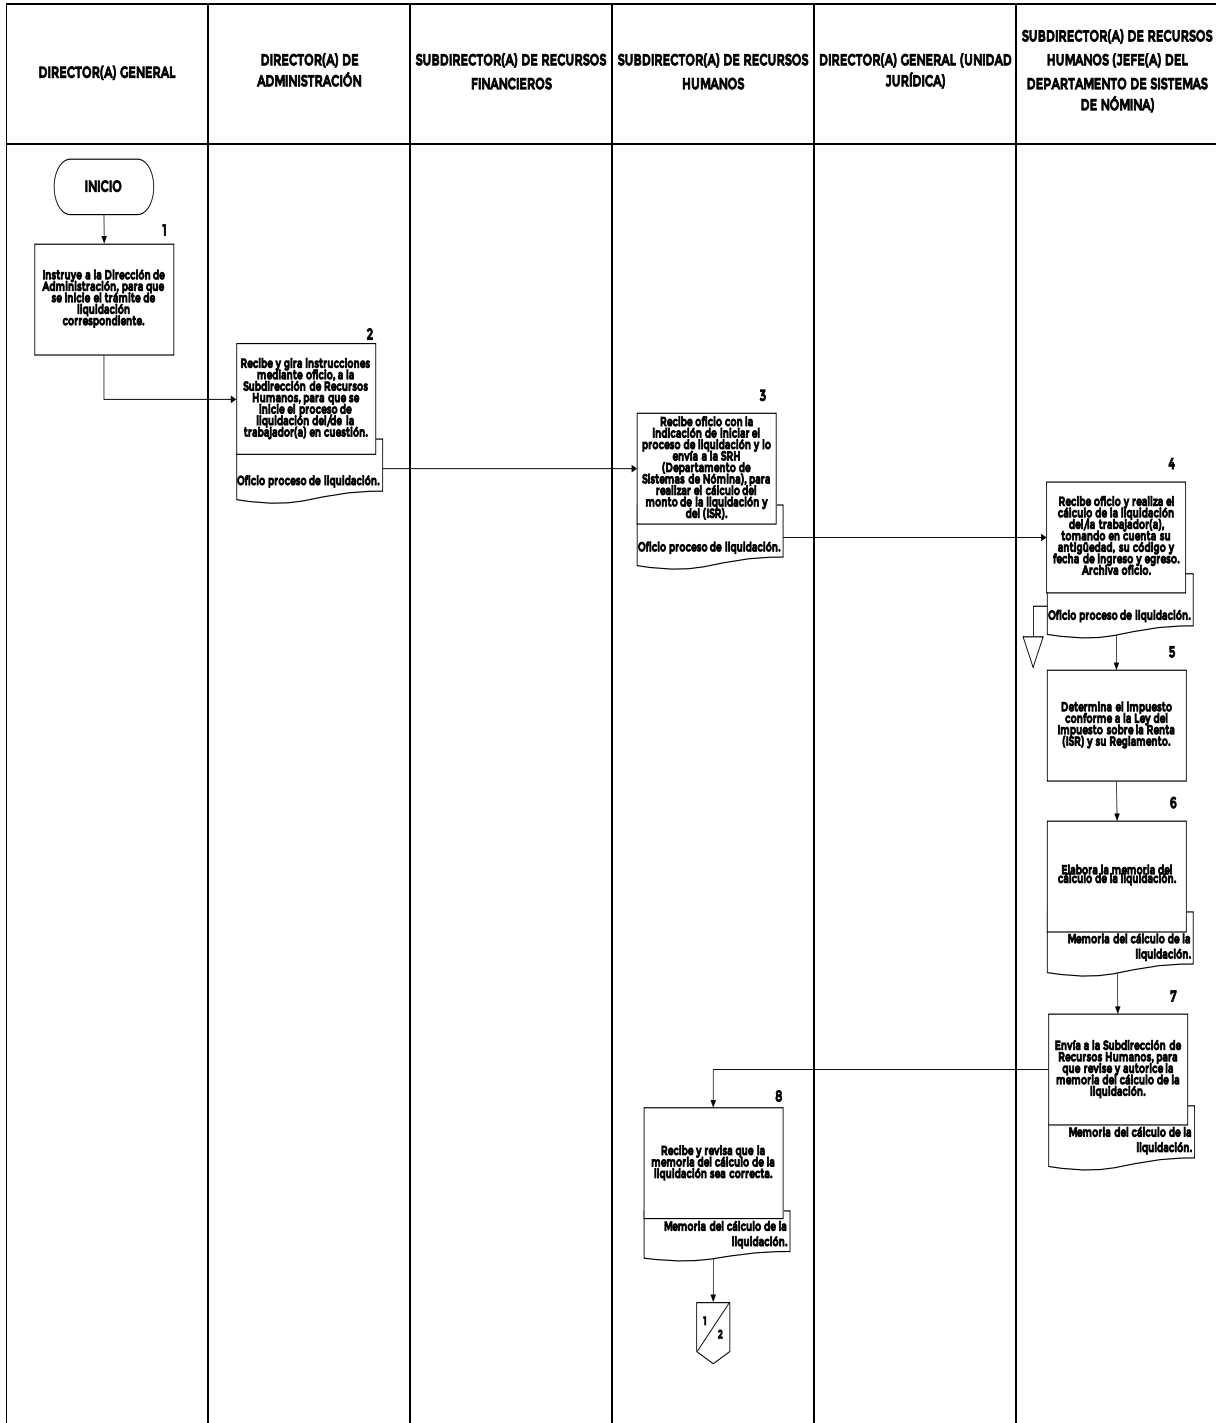 DIRECTOR(A) GENERAL
DIRECTOR(A) DE
ADMINISTRACIÓN
SUBDIRECTOR(A) DE RECURSOS
FINANCIEROS
SUBDIRECTOR(A) DE RECURSOS
HUMANOS
DIRECTOR(A) GENERAL (UNIDAD
JURÍDICA)
SUBDIRECTOR(A) DE RECURSOS
HUMANOS (JEFE(A) DEL
DEPARTAMENTO DE SISTEMAS
DE NÓMINA)
INICIO
1
Instruye a la Dirección de
Administración, para que
se inicie el trámite de
liquidación
correspondiente.
2
Recibe y gira instrucciones
mediante oficio, a la
Subdirección de Recursos
Humanos, para que se
inicie el proceso de
liquidación del/de la
trabajador(a) en cuestión.
Oficio proceso de liquidación.
3
Recibe oficio con la
indicación de iniciar el
proceso de liquidación y lo
envía a la SRH
(Departamento de
Sistemas de Nómina), para
realizar el cálculo del
monto de la liquidación y
del (ISR).
Oficio proceso de liquidación.
4
Recibe oficio y realiza el
cálculo de la liquidación
del/la trabajador(a),
tomando en cuenta su
antigüedad, su código y
fecha de ingreso y egreso.
Archiva oficio.
Oficio proceso de liquidación.
5
Determina el impuesto
conforme a la Ley del
Impuesto sobre la Renta
(ISR) y su Reglamento.
6
Elabora la memoria del
cálculo de la liquidación.
Memoria del cálculo de la
liquidación.
7
Envía a la Subdirección de
Recursos Humanos, para
que revise y autorice la
memoria del cálculo de la
liquidación.
Memoria del cálculo de la
liquidación.
8
Recibe y revisa que la
memoria del cálculo de la
liquidación sea correcta.
Memoria del cálculo de la
liquidación.
1
2